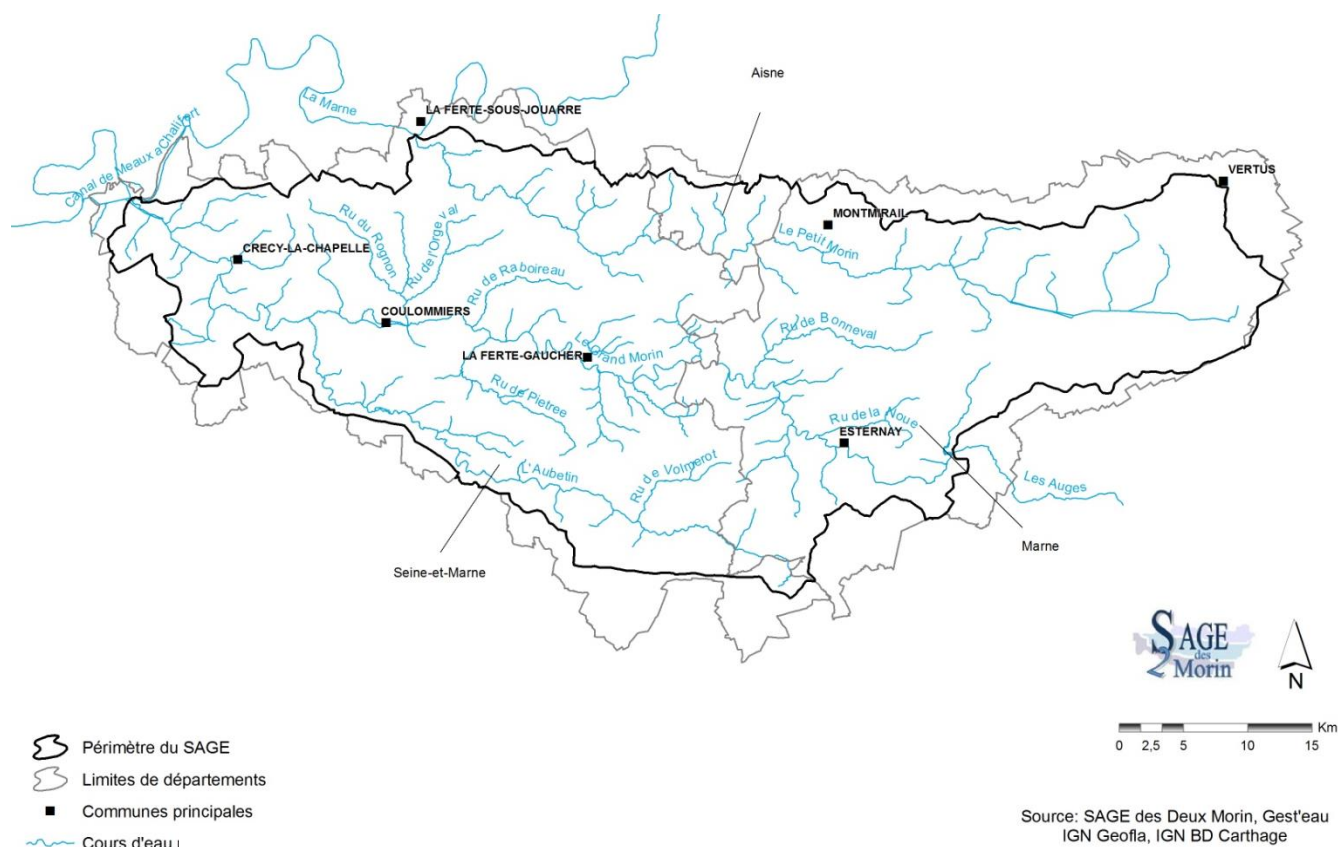 Aisne
La Marne
LA FERTE-SOUS-JOUARRE
Canal de Meaux a Chalifert
VERTUS
MONTMIRAIL
Le Petit Morin
CRECY-LA-CHAPELLE
Ru du Rognon
Ru de l'Orgeval
Ru de Raboireau
COULOMMIERS
Ru de Bonneval
LA FERTE-GAUCHER
Le Grand Morin
Ru de Pietree
Ru de la Noue
ESTERNAY
L'Aubetin
Ru de Volmerot
Les Auges
Marne
Seine-et-Marne
SAGE
des
2 Morin
N
Km
0 2,5 5 10 15
Périmètre du SAGE
Limites de départements
Communes principales
Cours d'eau
Source: SAGE des Deux Morin, Gest'eau
IGN Geofla, IGN BD Carthage